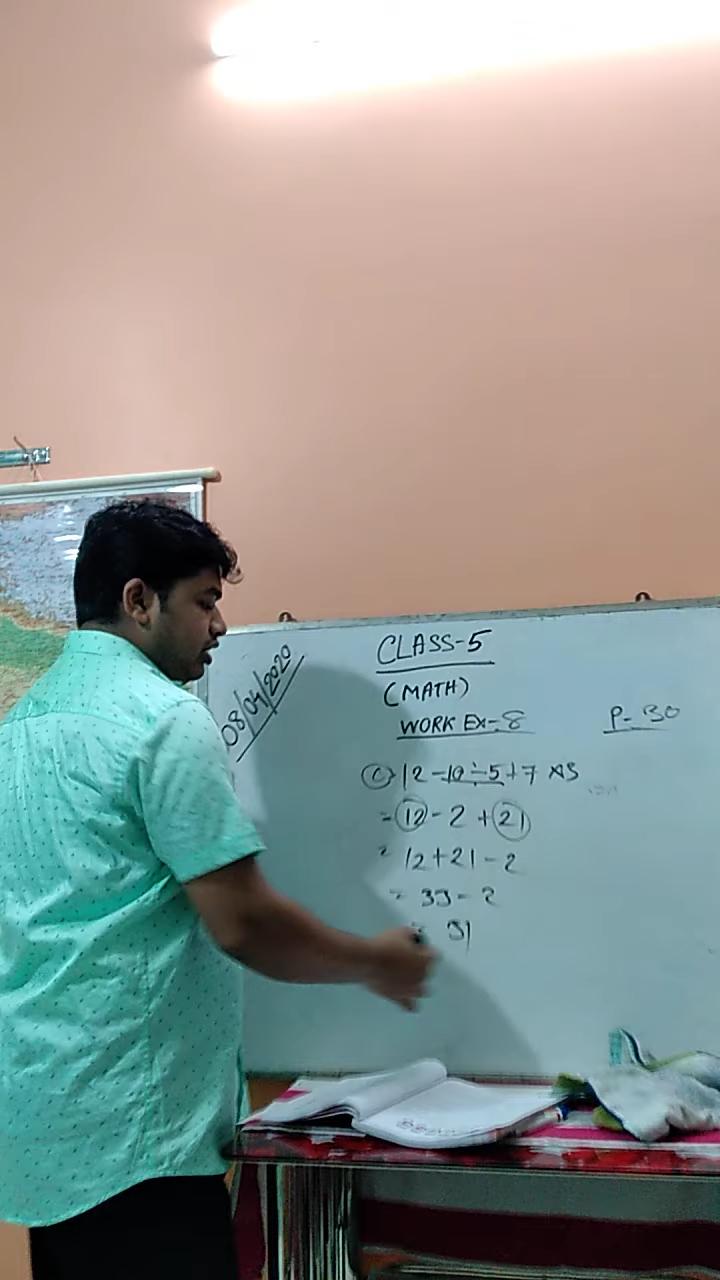 08/04/2020
CLASS-5
(MATH)
WORK EX-8
P-30
(C) 12-10÷5+7×3
= 12-2+21
= 12+21-2
= 33-2
= 31